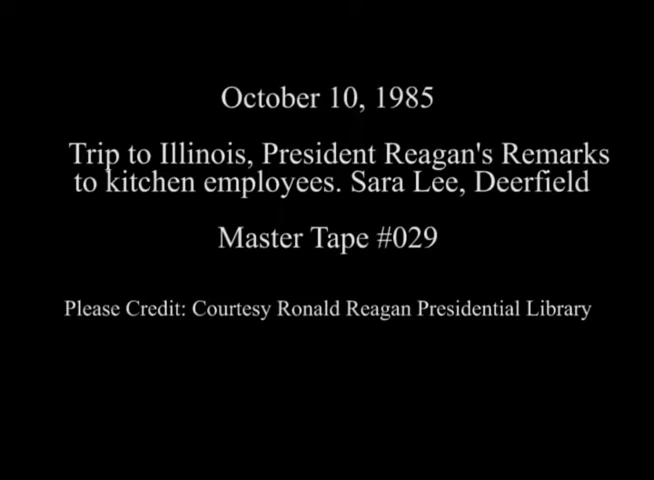 October 10, 1985
Trip to Illinois, President Reagan's Remarks
to kitchen employees. Sara Lee, Deerfield
Master Tape #029
Please Credit: Courtesy Ronald Reagan Presidential Library